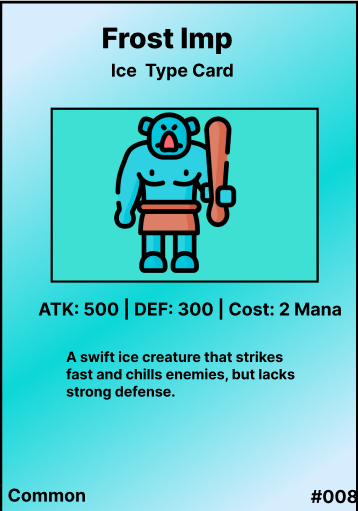 Frost Imp
Ice Type Card
ATK: 500 | DEF: 300 | Cost: 2 Mana
A swift ice creature that strikes
fast and chills enemies, but lacks
strong defense.
Common
#008